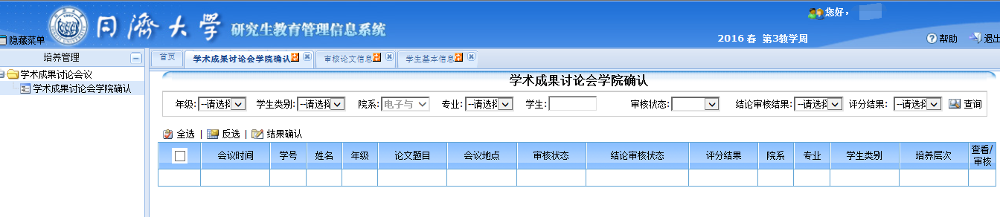 同濟大學 研究生教育管理信息系统
您好，
2016 春 第3教学周
帮助 退出
隐藏菜单
培养管理
学术成果讨论会议
学术成果讨论会学院确认
首页 学术成果讨论会学院确认 审核论文信息 学生基本信息
学术成果讨论会学院确认
年级: --请选择 学生类别: --请选择 院系: 电子与 专业: --请选择 学生: 审核状态: 结论审核结果: --请选择 评分结果: --请选择 查询
全选 | 反选 | 结果确认
会议时间 学号 姓名 年级 论文题目 会议地点 审核状态 结论审核状态 评分结果 院系 专业 学生类别 培养层次 查看/
审核